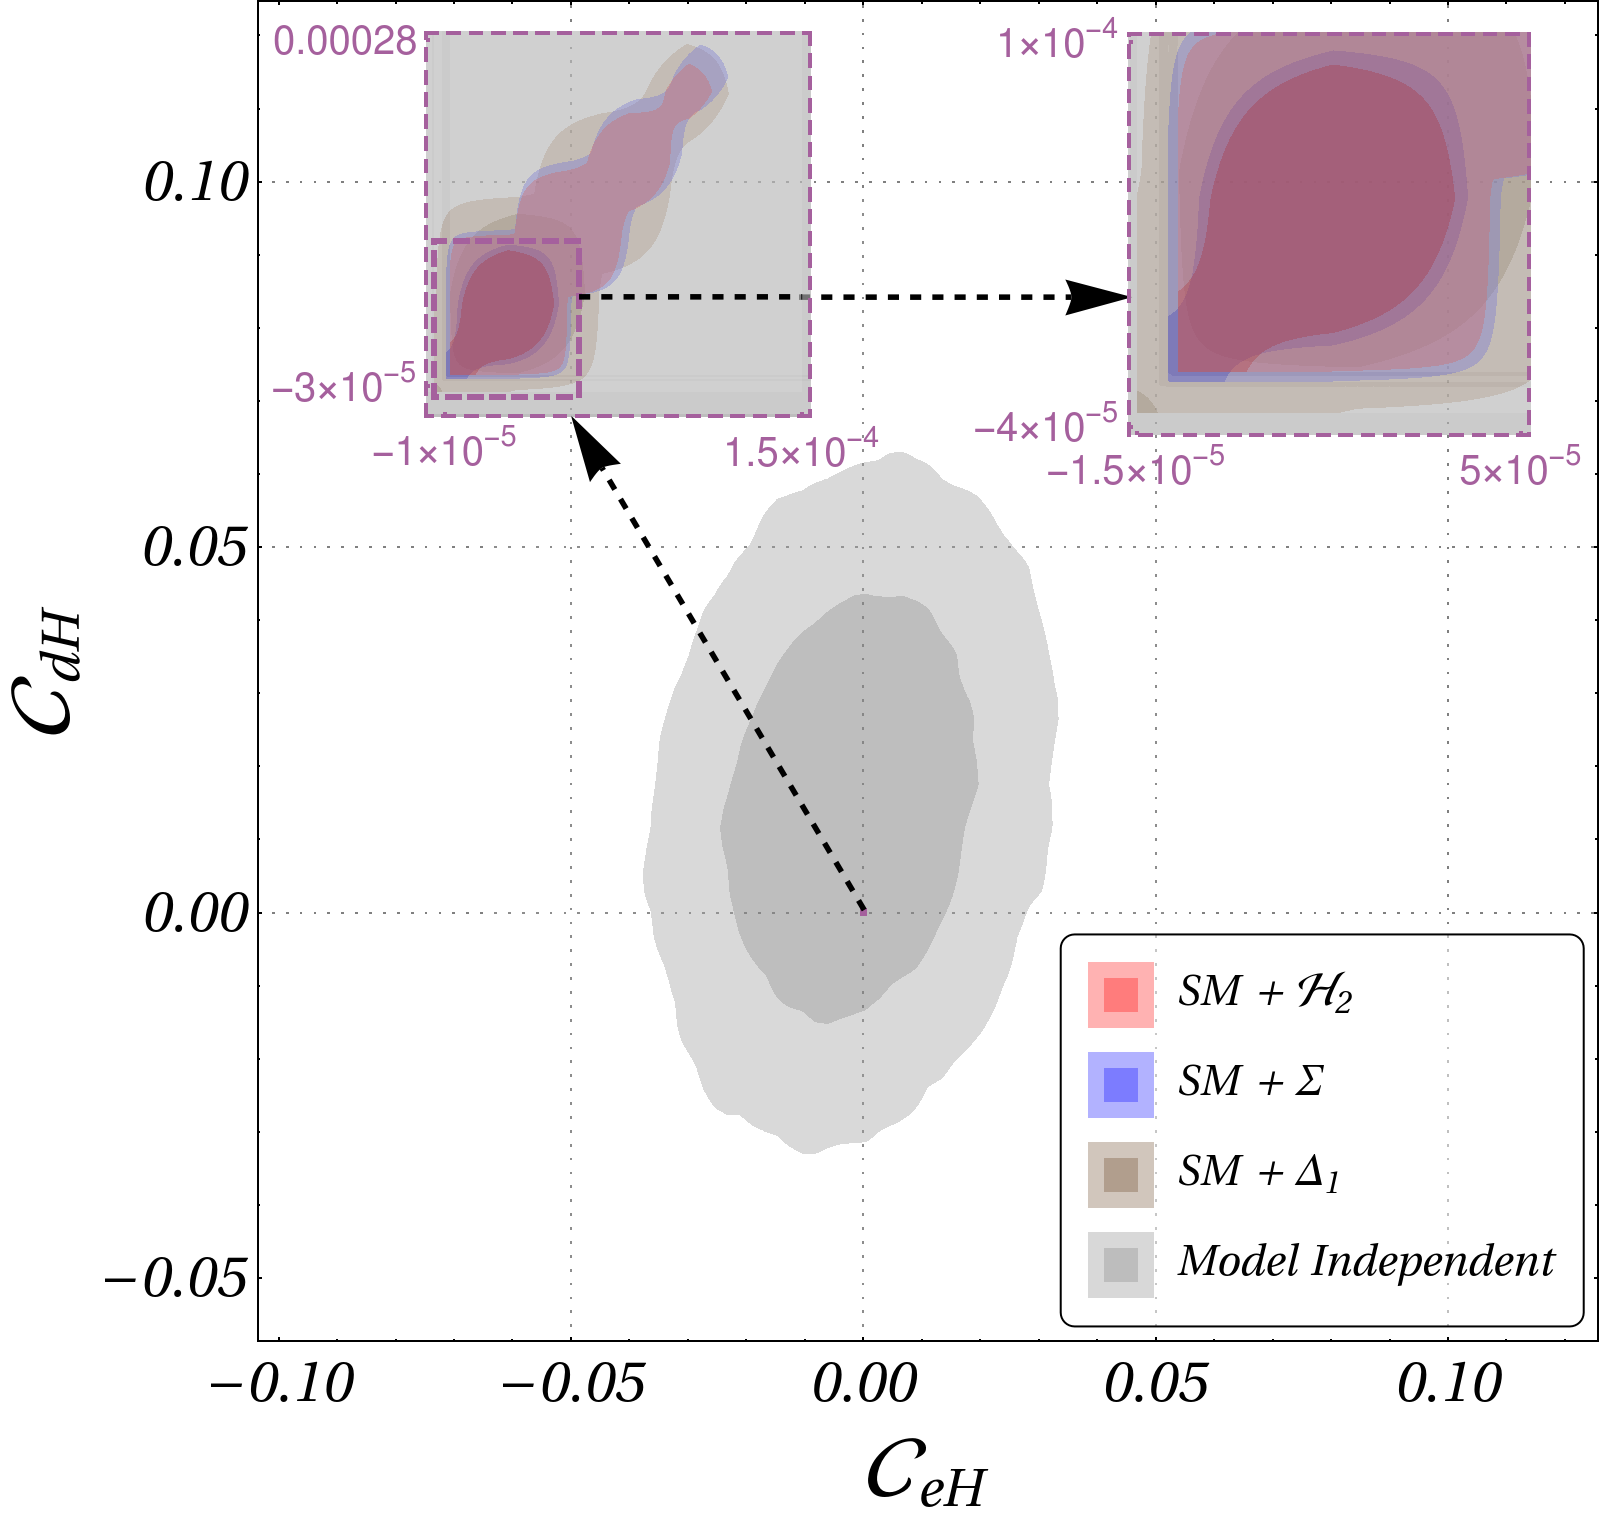 0.00028
1×10⁻⁴
0.10
−3×10⁻⁵
−4×10⁻⁵
−1×10⁻⁵
1.5×10⁻⁴
−1.5×10⁻⁵
5×10⁻⁵
0.05
C_dH
0.00
SM + ℋ₂
SM + Σ
SM + Δ₁
Model Independent
−0.05
−0.10 −0.05 0.00 0.05 0.10
C_eH